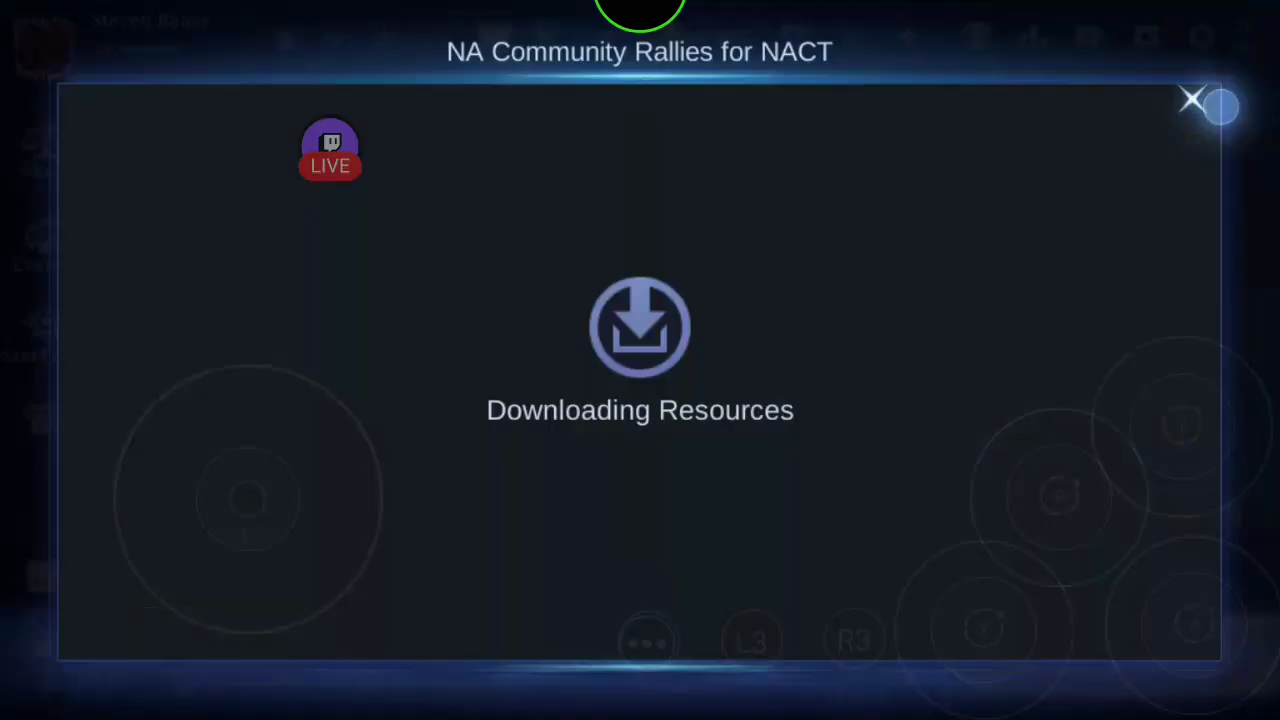 NA Community Rallies for NACT
LIVE
Downloading Resources
L3
R3